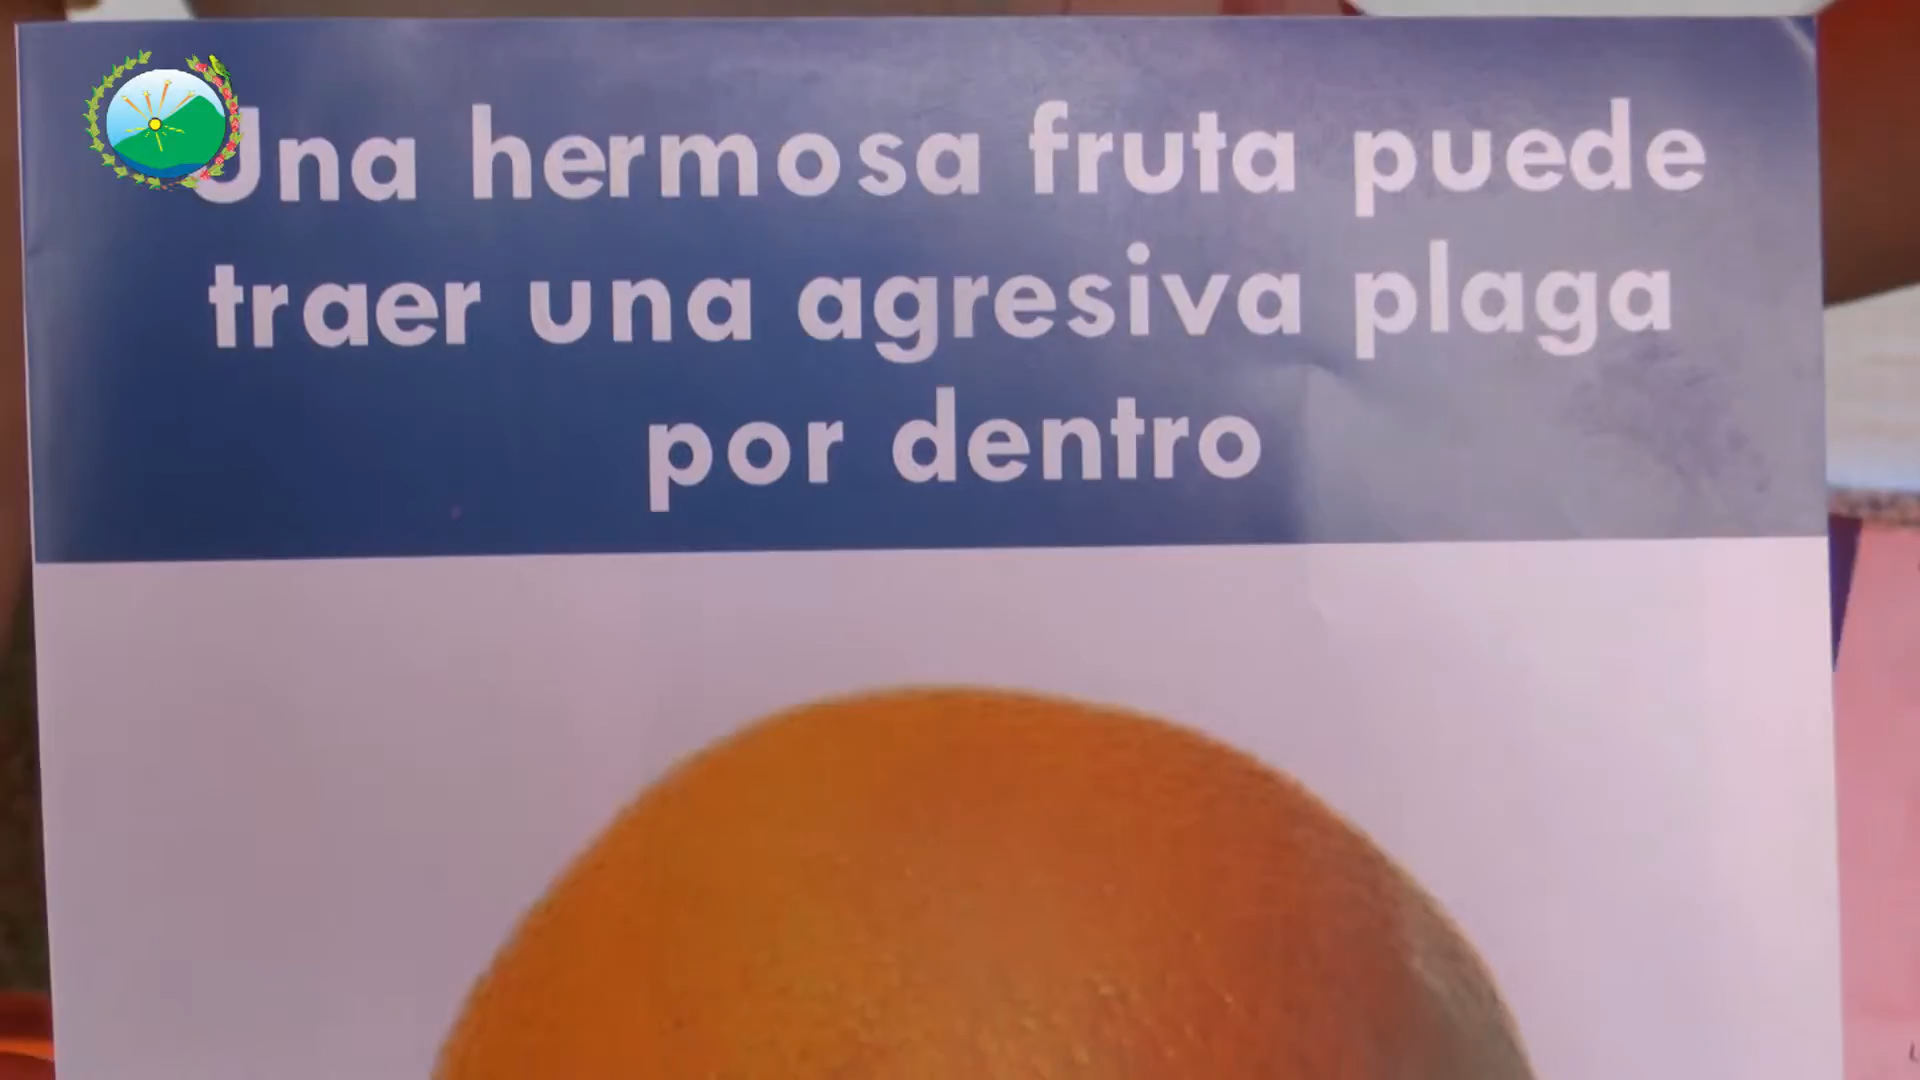 Una hermosa fruta puede
traer una agresiva plaga
por dentro